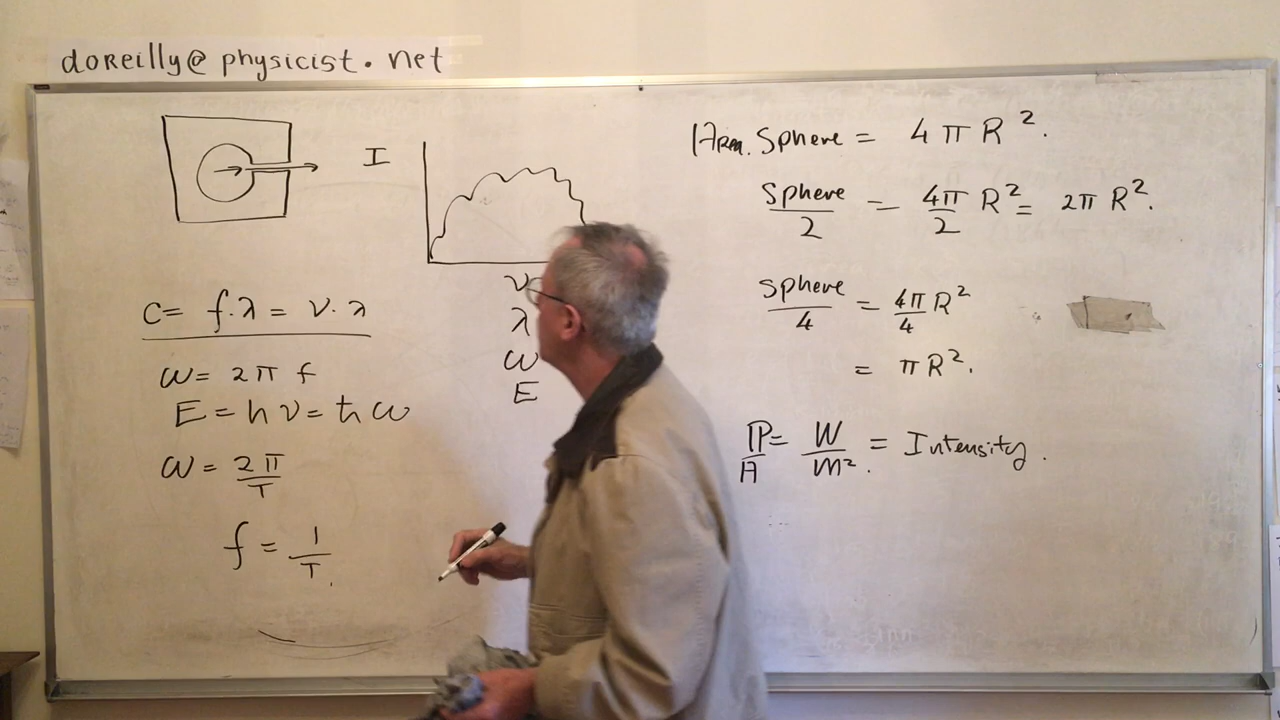 doReilly@physicist.net
I
ν
λ
ω
E
c = f·λ = ν·λ
ω = 2π f
E = hν = ħω
ω = 2π/T
f = 1/T.
Area. Sphere = 4πR².
Sphere/2 = 4π/2 R² = 2πR².
Sphere/4 = 4π/4 R²
= πR².
P/A = W/m². = Intensity.